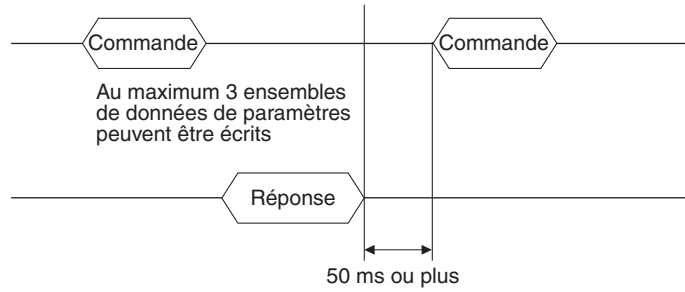 Commande
Commande
Au maximum 3 ensembles
de données de paramètres
peuvent être écrits
Réponse
50 ms ou plus